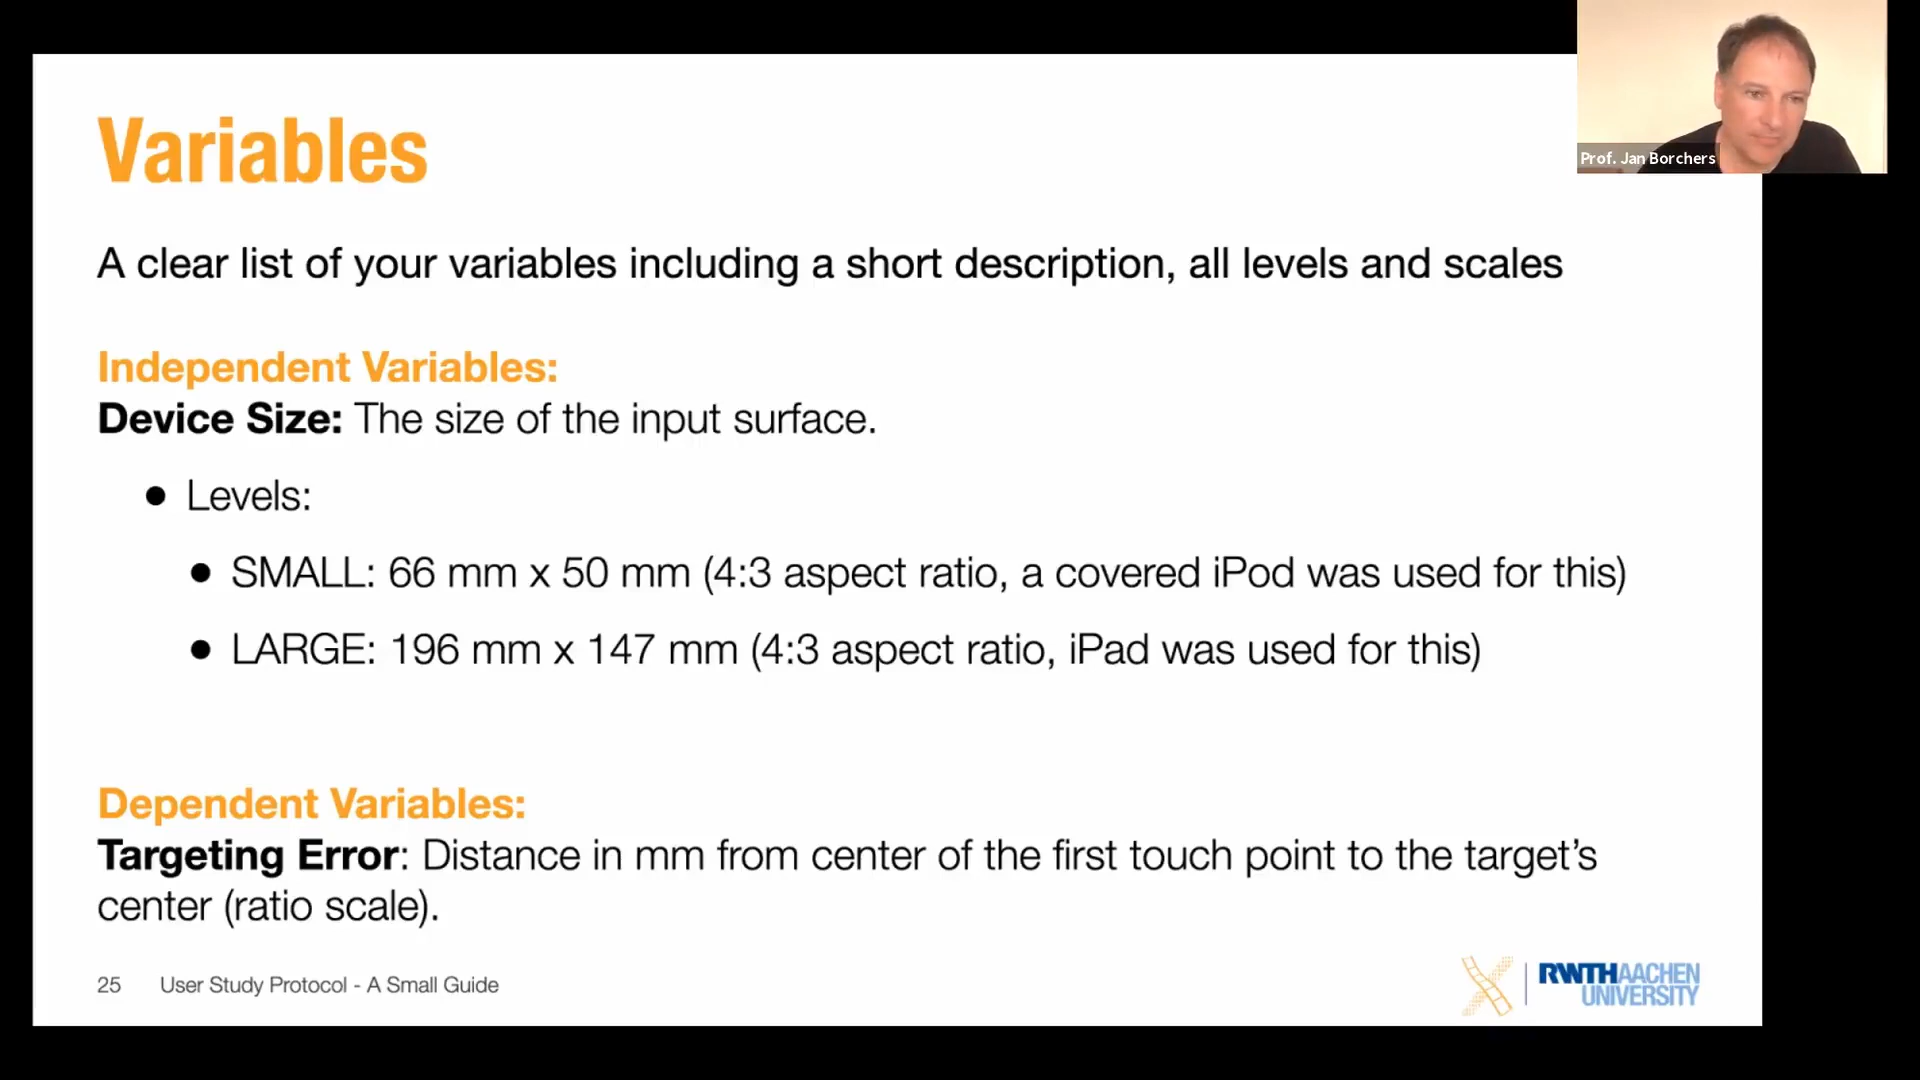 Variables
Prof. Jan Borchers
A clear list of your variables including a short description, all levels and scales
Independent Variables:
Device Size: The size of the input surface.
● Levels:
● SMALL: 66 mm x 50 mm (4:3 aspect ratio, a covered iPod was used for this)
● LARGE: 196 mm x 147 mm (4:3 aspect ratio, iPad was used for this)
Dependent Variables:
Targeting Error: Distance in mm from center of the first touch point to the target’s
center (ratio scale).
25 User Study Protocol - A Small Guide
RWTHAACHEN
UNIVERSITY